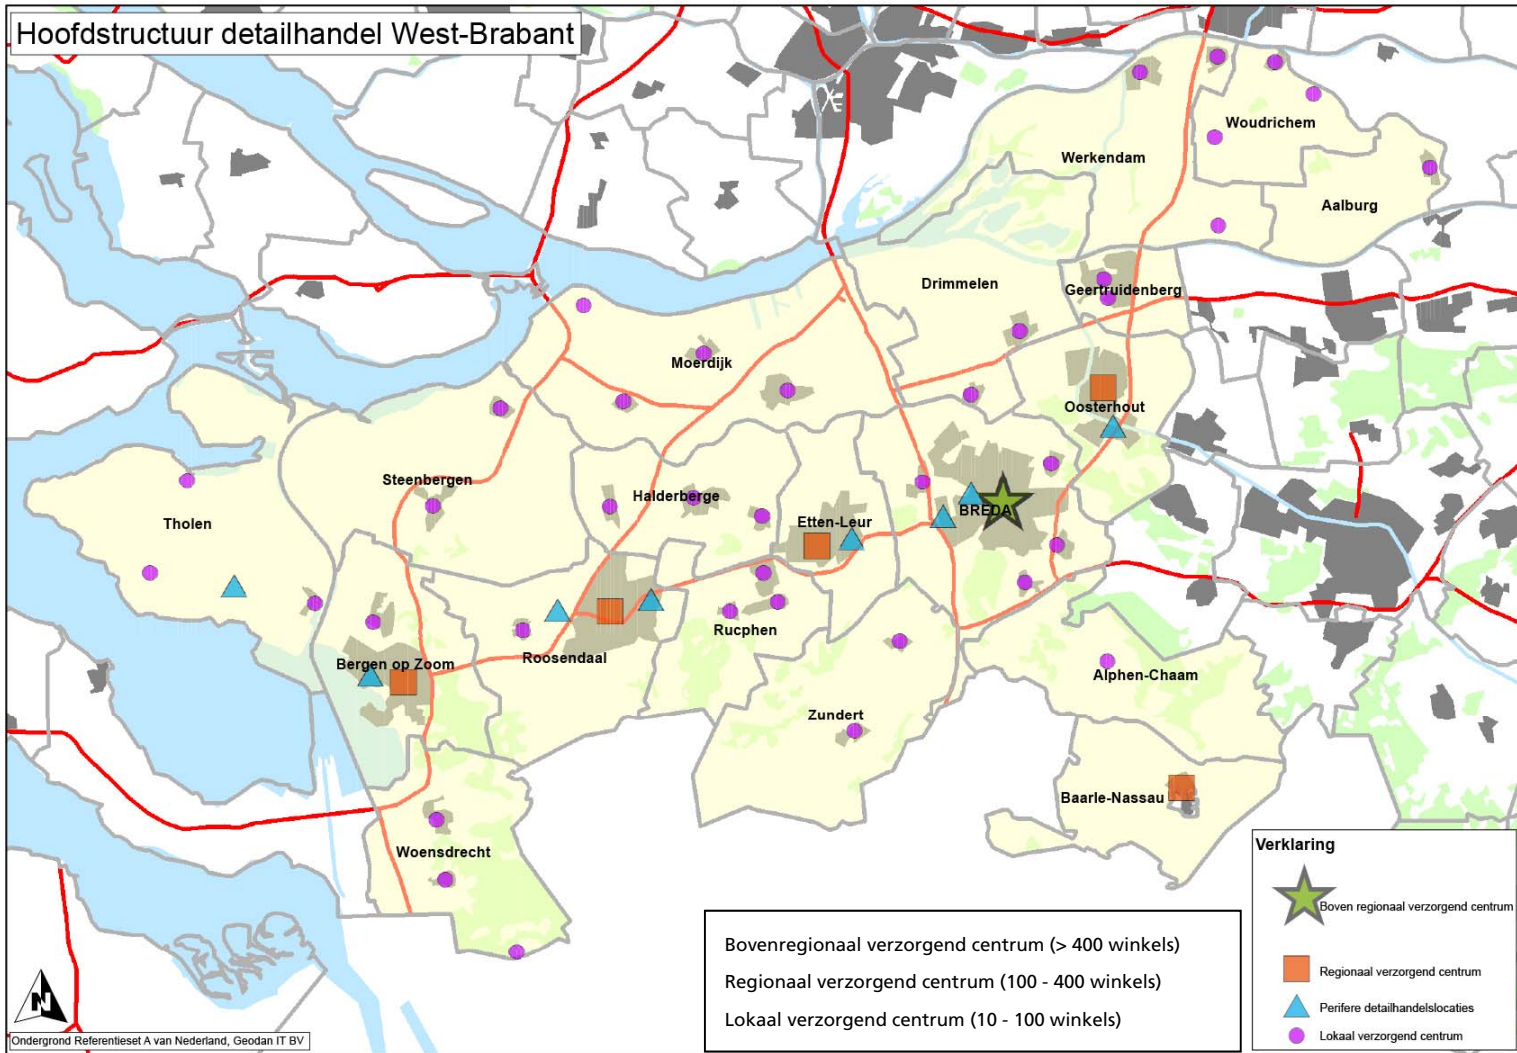 Hoofdstructuur detailhandel West-Brabant
Woudrichem
Werkendam
Aalburg
Drimmelen
Geertruidenberg
Moerdijk
Oosterhout
Steenbergen
Halderberge
Tholen
Etten-Leur
BREDA
Rucphen
Bergen op Zoom
Roosendaal
Alphen-Chaam
Zundert
Baarle-Nassau
Woensdrecht
Verklaring
Boven regionaal verzorgend centrum
Regionaal verzorgend centrum
Perifere detailhandelslocaties
Lokaal verzorgend centrum
Bovenregionaal verzorgend centrum (> 400 winkels)
Regionaal verzorgend centrum (100 - 400 winkels)
Lokaal verzorgend centrum (10 - 100 winkels)
N
Ondergrond Referentieset A van Nederland, Geodan IT BV